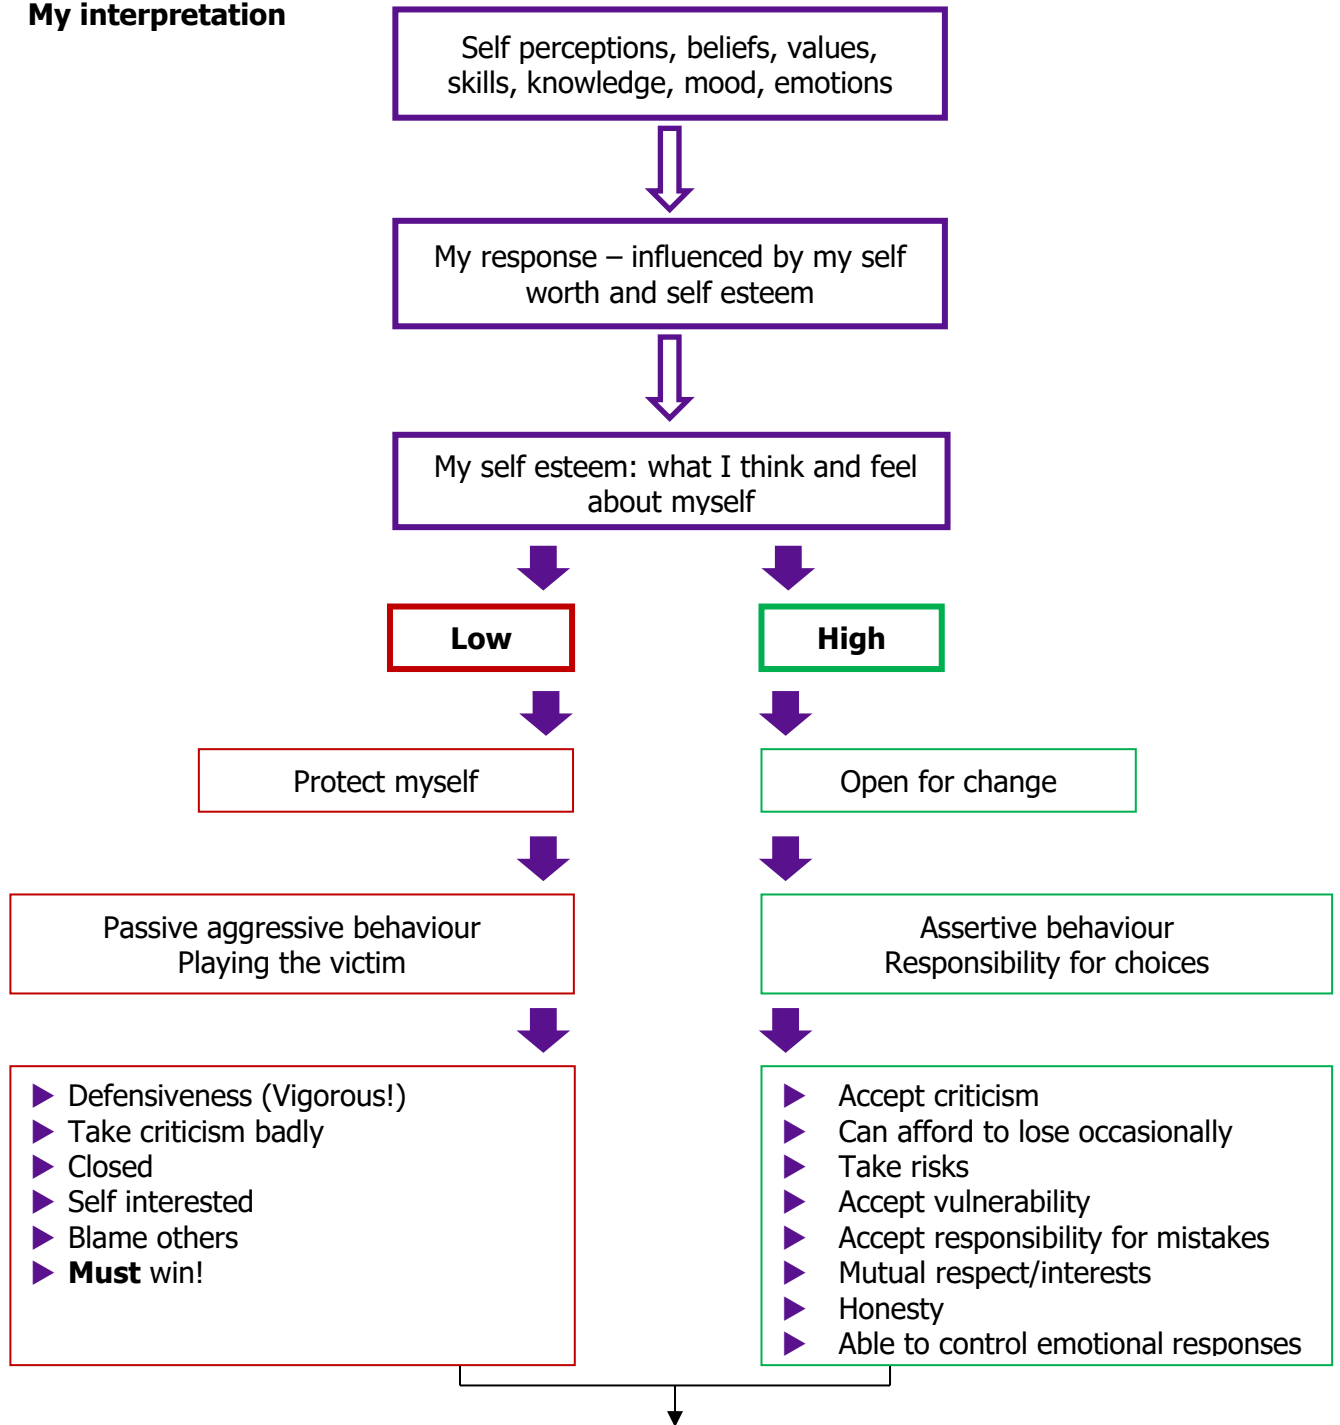 My interpretation
Self perceptions, beliefs, values,
skills, knowledge, mood, emotions
My response – influenced by my self
worth and self esteem
My self esteem: what I think and feel
about myself
Low
High
Protect myself
Open for change
Passive aggressive behaviour
Playing the victim
Assertive behaviour
Responsibility for choices
Defensiveness (Vigorous!)
Take criticism badly
Closed
Self interested
Blame others
Must win!
Accept criticism
Can afford to lose occasionally
Take risks
Accept vulnerability
Accept responsibility for mistakes
Mutual respect/interests
Honesty
Able to control emotional responses